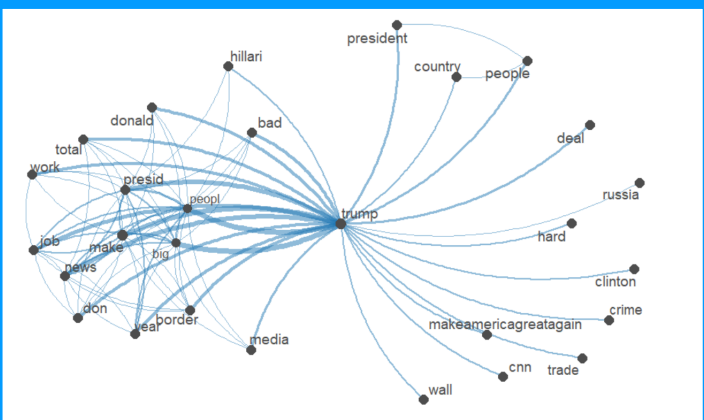 president
hillari
country
people
donald
bad
deal
total
work
presid
peopl
russia
trump
job
make
big
hard
news
clinton
don
ear
border
crime
makeamericagreatagain
media
cnn
trade
wall